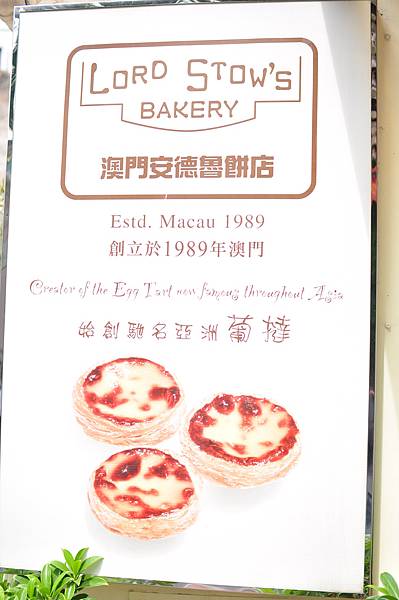 LORD STOW'S
BAKERY
澳門安德魯餅店
Estd. Macau 1989
創立於1989年澳門
Creator of the Egg Tart now famous throughout Asia
始創馳名亞洲葡撻